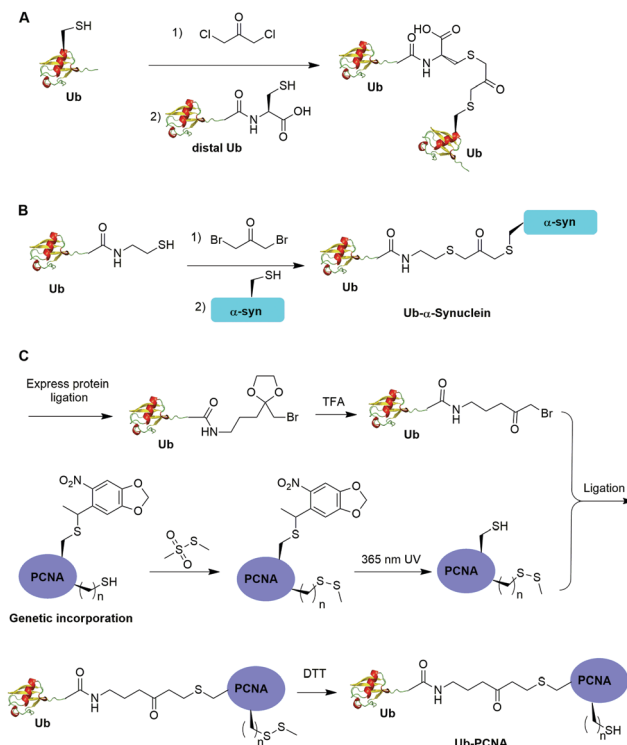 A
SH
Cl O Cl
1)
Ub
2)
SH
O
N
H
OH
O
distal Ub
HO O
O
N
H
S
O
S
Ub
Ub
B
O
N
H
SH
Ub
1) Br O Br
SH
2) α-syn
O
N
H
S
O
S
α-syn
Ub
Ub-α-Synuclein
C
Express protein
ligation
O
HN
O O
Br
Ub
TFA
O
N
H
O
Br
Ub
Ligation
O2N
O
O
S
PCNA
( )n SH
Genetic incorporation
O
S
S
O
O2N
O
O
S
PCNA
( )n S-S
365 nm UV
SH
PCNA
( )n S-S
O
N
H
O
S
PCNA
( )n S-S
Ub
DTT
O
N
H
O
S
PCNA
( )n SH
Ub
Ub-PCNA